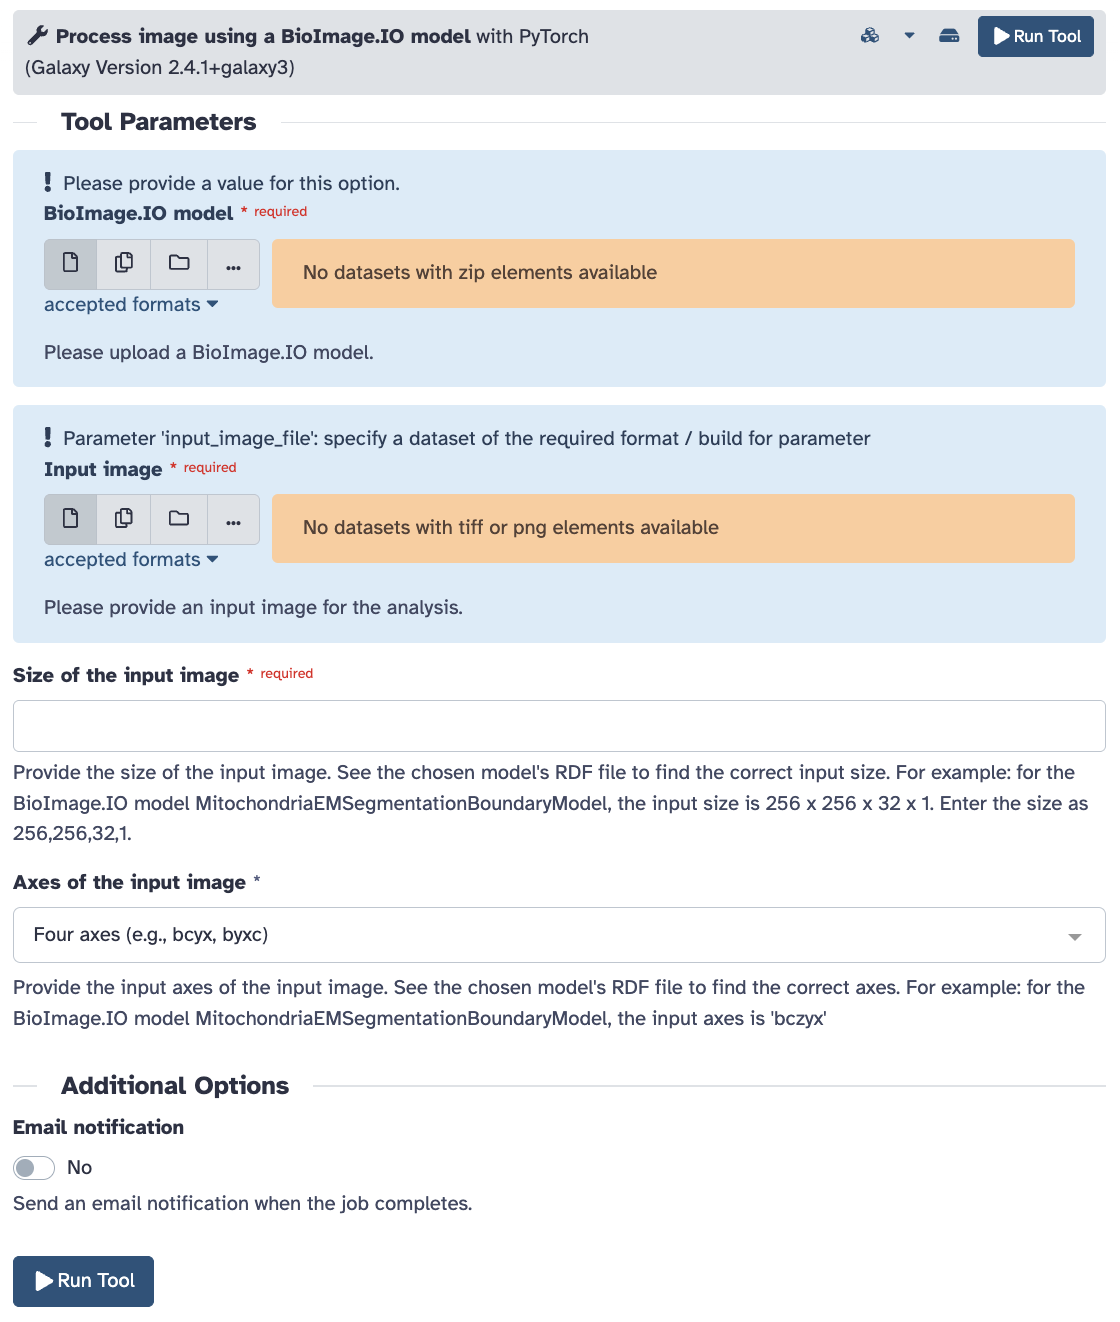 Process image using a BioImage.IO model with PyTorch
(Galaxy Version 2.4.1+galaxy3)
Run Tool
Tool Parameters
Please provide a value for this option.
BioImage.IO model * required
No datasets with zip elements available
accepted formats
Please upload a BioImage.IO model.
Parameter 'input_image_file': specify a dataset of the required format / build for parameter
Input image * required
No datasets with tiff or png elements available
accepted formats
Please provide an input image for the analysis.
Size of the input image * required
Provide the size of the input image. See the chosen model's RDF file to find the correct input size. For example: for the
BioImage.IO model MitochondriaEMSegmentationBoundaryModel, the input size is 256 x 256 x 32 x 1. Enter the size as
256,256,32,1.
Axes of the input image *
Four axes (e.g., bcyx, byxc)
Provide the input axes of the input image. See the chosen model's RDF file to find the correct axes. For example: for the
BioImage.IO model MitochondriaEMSegmentationBoundaryModel, the input axes is 'bczyx'
Additional Options
Email notification
No
Send an email notification when the job completes.
Run Tool